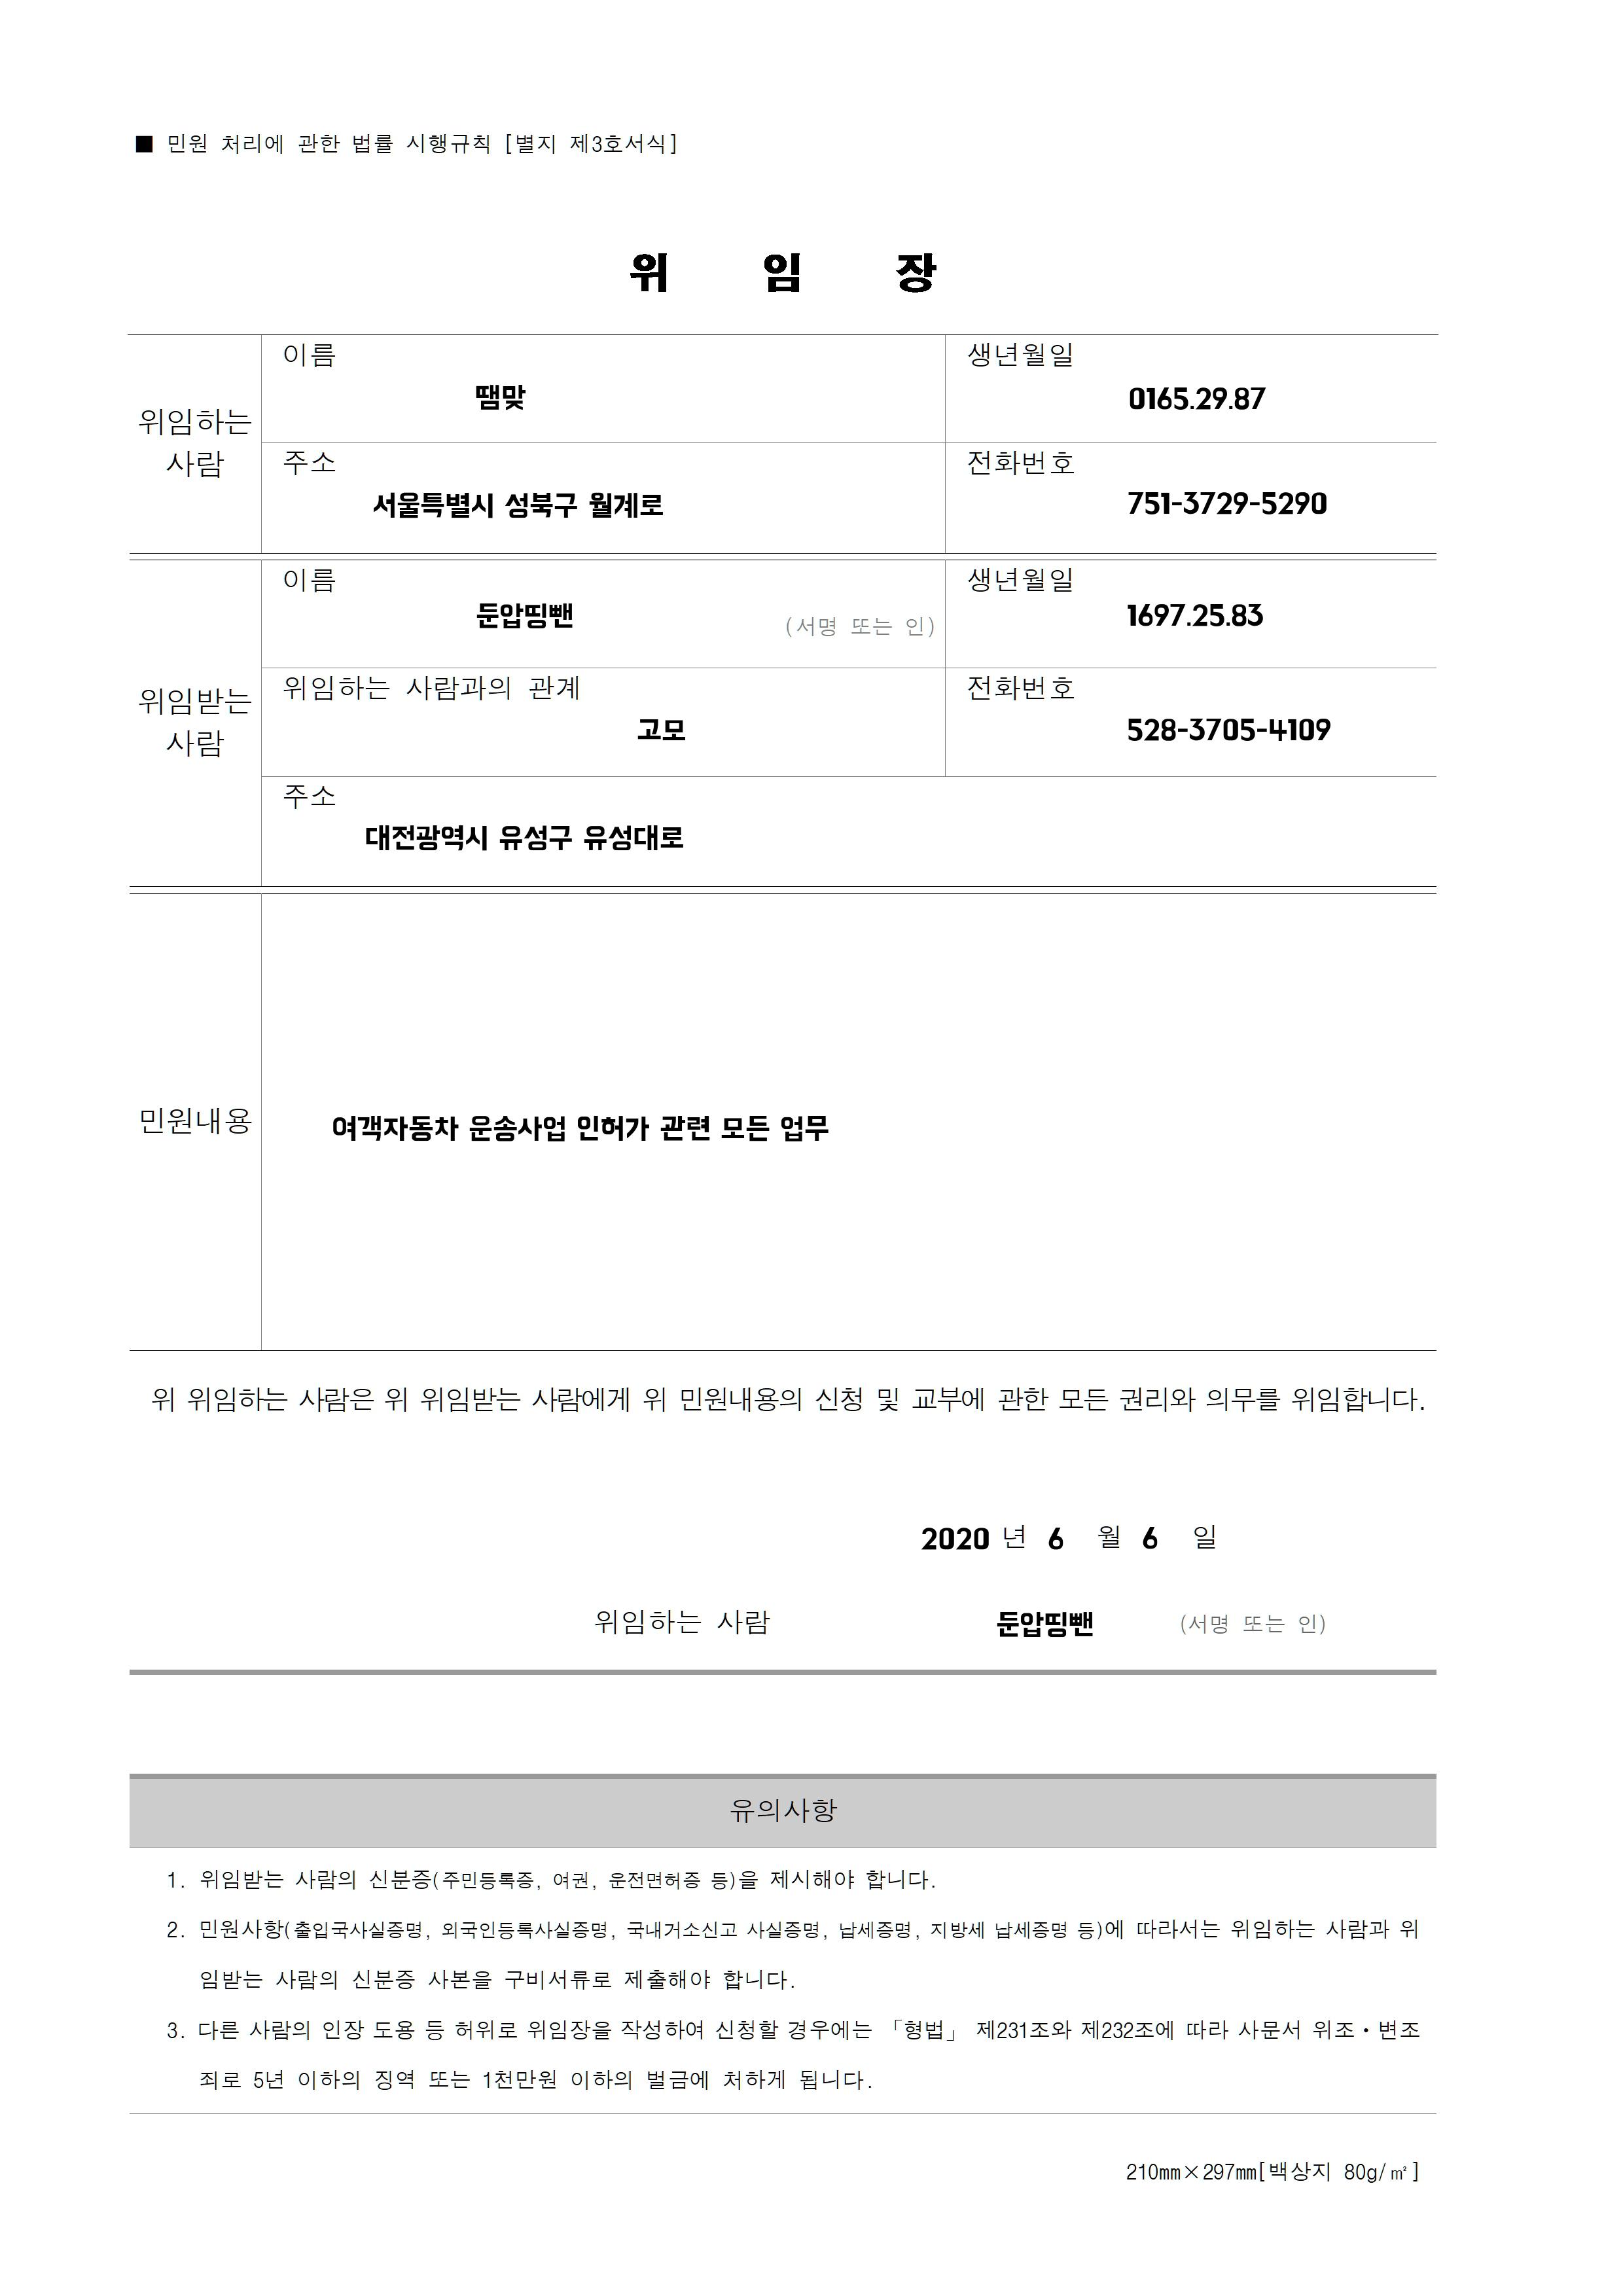 ■ 민원 처리에 관한 법률 시행규칙 [별지 제3호서식]
위 임 장
위임하는 사람
이름
땜맞
생년월일
0165.29.87
주소
서울특별시 성북구 월계로
전화번호
751-3729-5290
위임받는 사람
이름
둔압띵뺀
(서명 또는 인)
생년월일
1697.25.83
위임하는 사람과의 관계
고모
전화번호
528-3705-4109
주소
대전광역시 유성구 유성대로
민원내용
여객자동차 운송사업 인허가 관련 모든 업무
위 위임하는 사람은 위 위임받는 사람에게 위 민원내용의 신청 및 교부에 관한 모든 권리와 의무를 위임합니다.
2020 년 6 월 6 일
위임하는 사람 둔압띵뺀 (서명 또는 인)
유의사항
1. 위임받는 사람의 신분증(주민등록증, 여권, 운전면허증 등)을 제시해야 합니다.
2. 민원사항(출입국사실증명, 외국인등록사실증명, 국내거소신고 사실증명, 납세증명, 지방세 납세증명 등)에 따라서는 위임하는 사람과 위
임받는 사람의 신분증 사본을 구비서류로 제출해야 합니다.
3. 다른 사람의 인장 도용 등 허위로 위임장을 작성하여 신청할 경우에는 「형법」 제231조와 제232조에 따라 사문서 위조・변조
죄로 5년 이하의 징역 또는 1천만원 이하의 벌금에 처하게 됩니다.
210㎜×297㎜[백상지 80g/㎡]